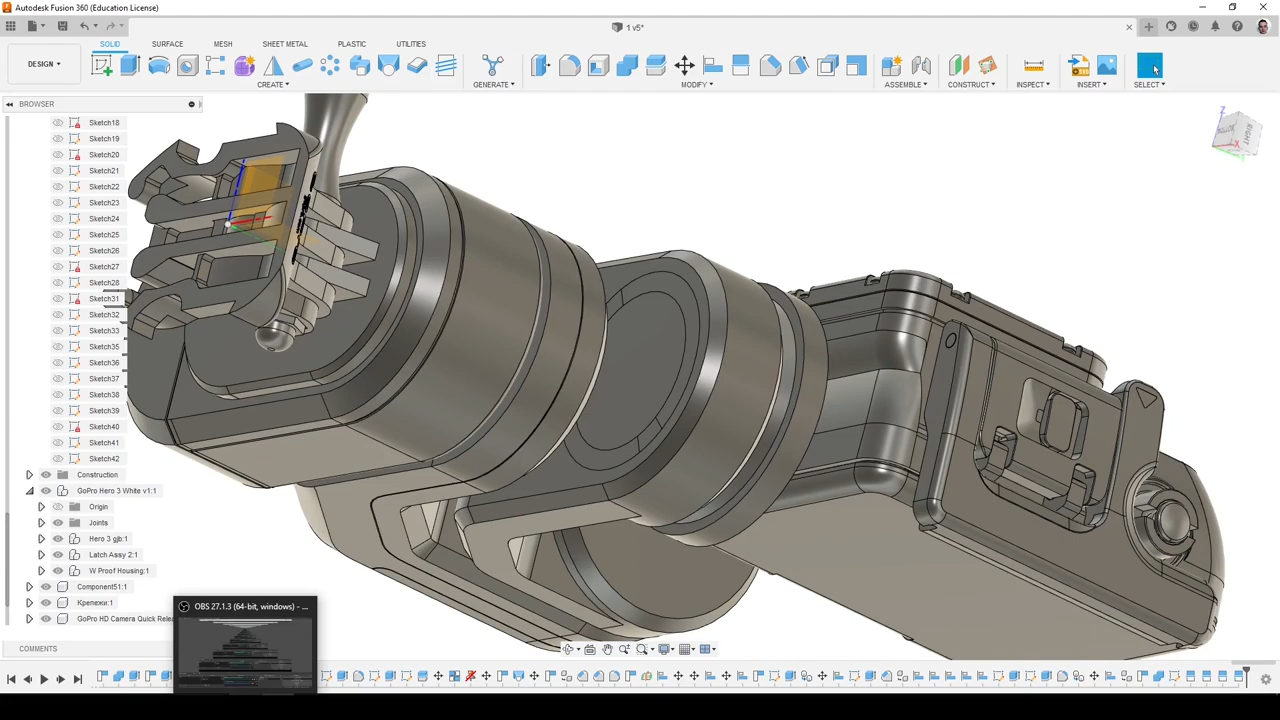 Autodesk Fusion 360 (Education License)
1 v5*
SOLID SURFACE MESH SHEET METAL PLASTIC UTILITIES
DESIGN
CREATE
GENERATE
MODIFY
ASSEMBLE
CONSTRUCT
INSPECT
INSERT
SELECT
BROWSER
Sketch18
Sketch19
Sketch20
Sketch21
Sketch22
Sketch23
Sketch24
Sketch25
Sketch26
Sketch27
Sketch28
Sketch31
Sketch32
Sketch33
Sketch35
Sketch36
Sketch37
Sketch38
Sketch39
Sketch40
Sketch41
Sketch42
Construction
GoPro Hero 3 White v1:1
Origin
Joints
Hero 3 gjb:1
Latch Assy 2:1
W Proof Housing:1
Component51:1
Крепежи:1
GoPro HD Camera Quick Rele
OBS 27.1.3 (64-bit, windows) - ...
COMMENTS
Z
X
RIGHT